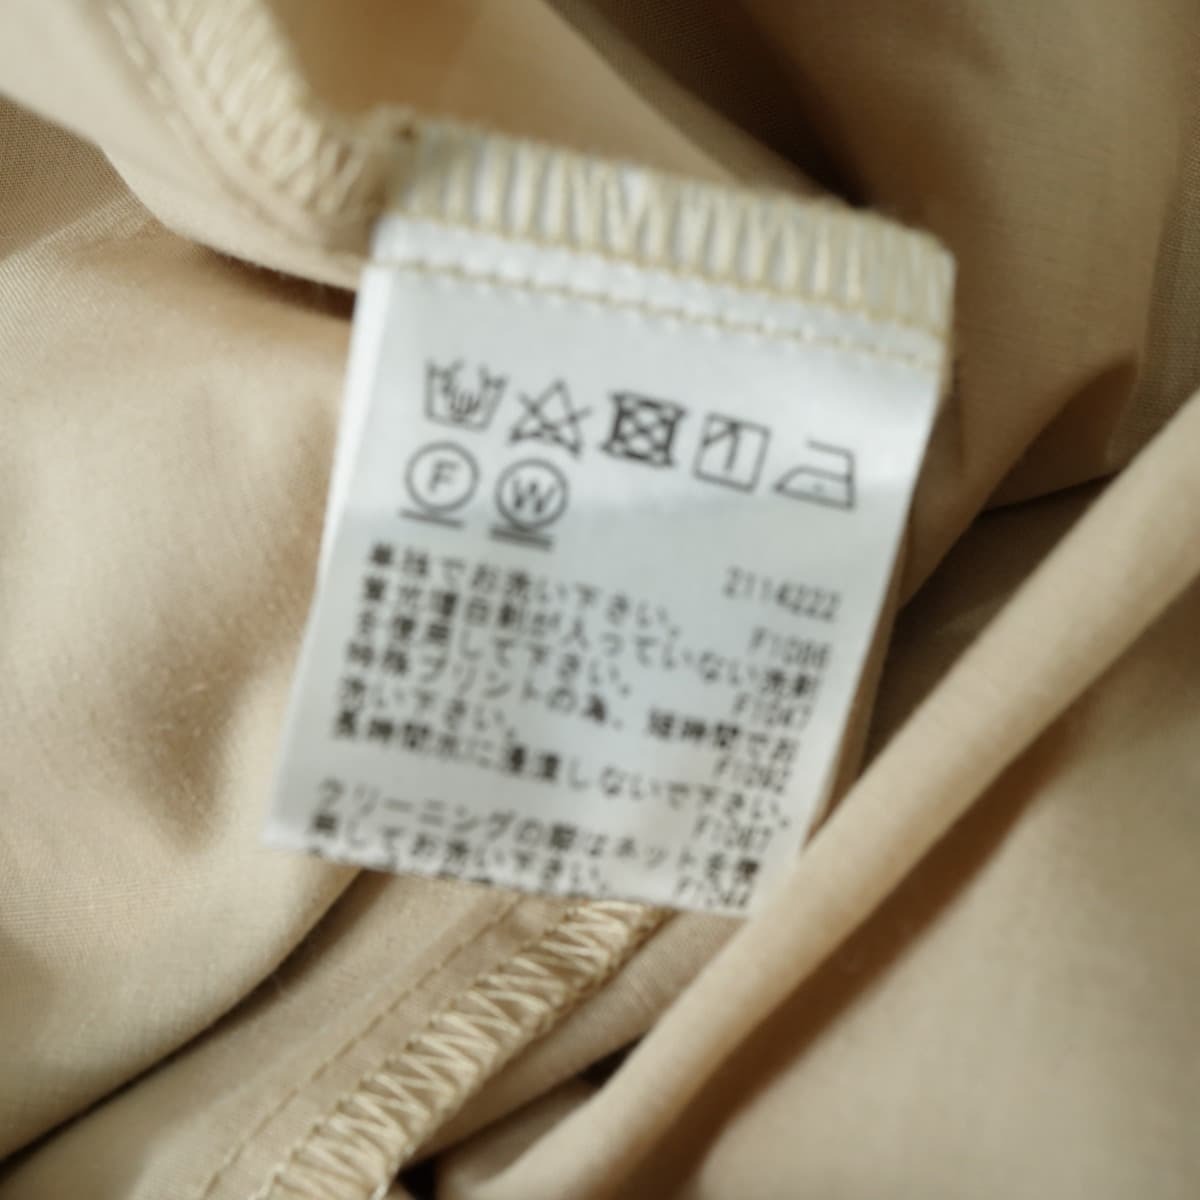 F
W
2114222
単独でお洗い下さい。
F1086
蛍光増白剤が入っていない洗剤
を使用して下さい。
F1047
特殊プリントの為、短時間でお
洗い下さい。
F1092
長時間水に浸漬しないで下さい。
F1067
クリーニングの際はネットを使
用してお洗い下さい。
F1044